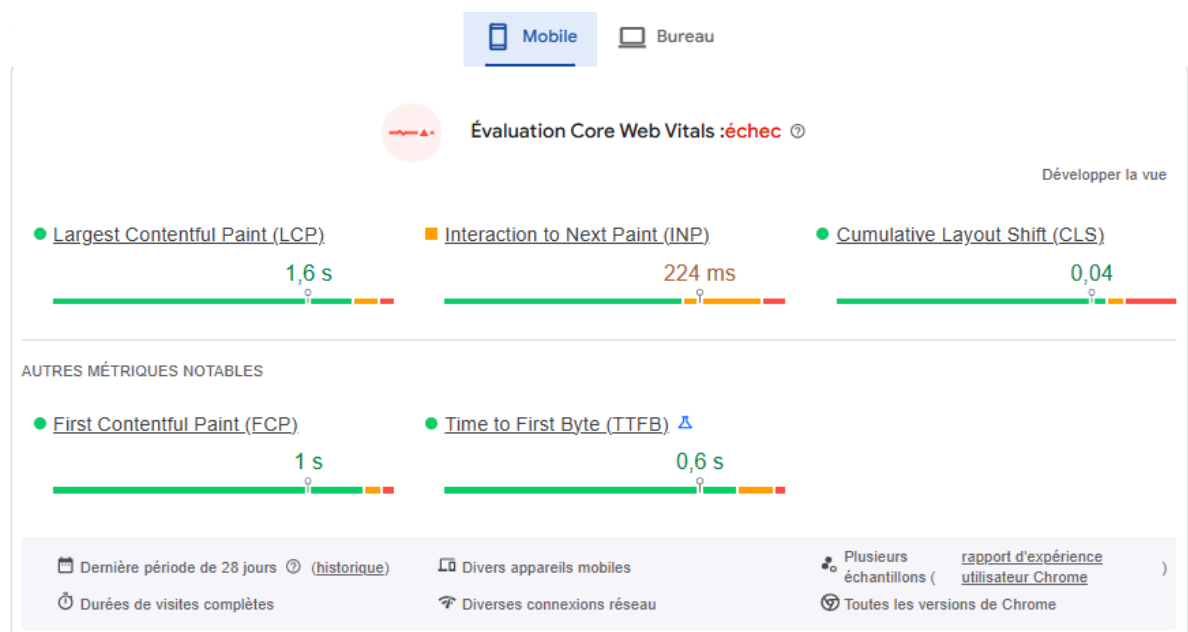 Mobile
Bureau
Évaluation Core Web Vitals :échec
Développer la vue
Largest Contentful Paint (LCP)
1,6 s
Interaction to Next Paint (INP)
224 ms
Cumulative Layout Shift (CLS)
0,04
AUTRES MÉTRIQUES NOTABLES
First Contentful Paint (FCP)
1 s
Time to First Byte (TTFB)
0,6 s
Dernière période de 28 jours (historique)
Divers appareils mobiles
Plusieurs
échantillons (
rapport d'expérience
utilisateur Chrome
)
Durées de visites complètes
Diverses connexions réseau
Toutes les versions de Chrome